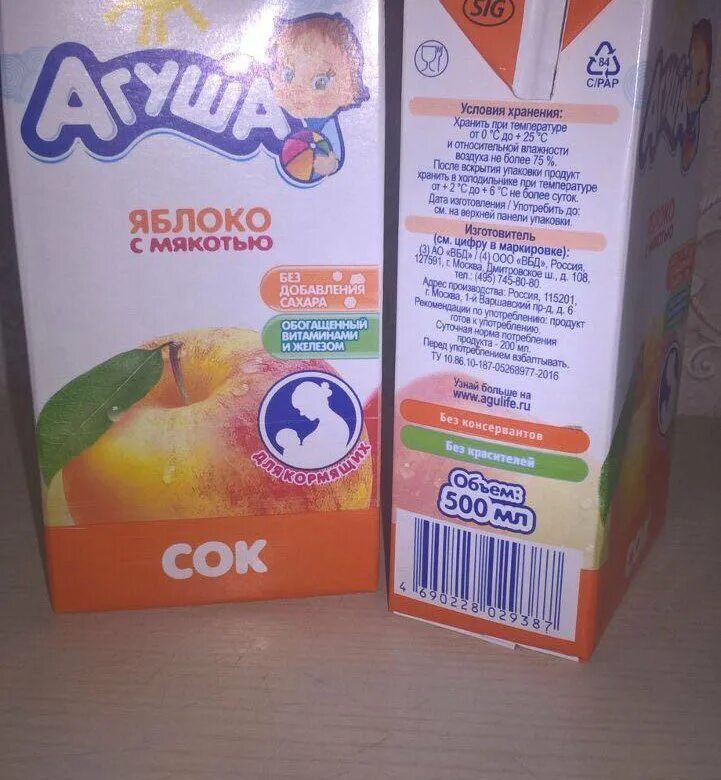 АГУША
ЯБЛОКО
С МЯКОТЬЮ
БЕЗ
ДОБАВЛЕНИЯ
САХАРА
ОБОГАЩЕННЫЙ
ВИТАМИНАМИ
И ЖЕЛЕЗОМ
ДЛЯ КОРМЯЩИХ
СОК
SIG
84
C/PAP
Условия хранения:
Хранить при температуре
от 0 °С до + 25 °С
и относительной влажности
воздуха не более 75 %.
После вскрытия упаковки продукт
хранить в холодильнике при температуре
от + 2 °С до + 6 °С не более суток.
Дата изготовления / Употребить до:
см. на верхней панели упаковки.
Изготовитель
(см. цифру в маркировке):
(3) АО «ВБД» / (4) ООО «ВБД», Россия,
127591, г. Москва, Дмитровское ш., д. 108,
тел.: (495) 745-80-80.
Адрес производства: Россия, 115201,
г. Москва, 1-й Варшавский пр-д, д. 6
Рекомендации по употреблению: продукт
готов к употреблению.
Суточная норма потребления
продукта - 200 мл.
Перед употреблением взбалтывать.
ТУ 10.86.10-187-05268977-2016
Узнай больше на
www.agulife.ru
Без консервантов
Без красителей
Объем:
500 мл
4 690228 029387
АГУША
ЯБЛОКО
С МЯКОТЬЮ
СОК